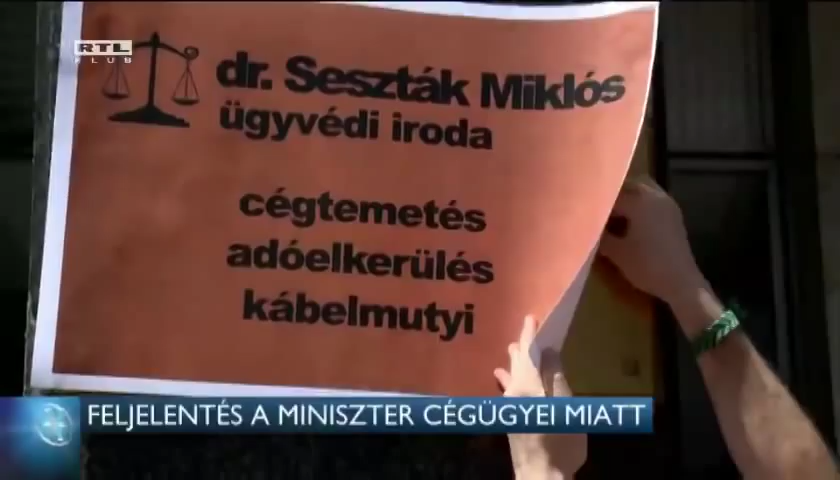 RTL
KLUB
dr. Seszták Miklós
ügyvédi iroda
cégtemetés
adóelkerülés
kábelmutyi
FELJELENTÉS A MINISZTER CÉGÜGYEI MIATT